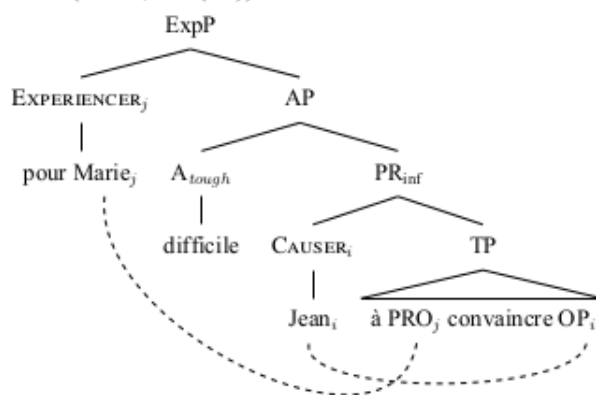 ExpP
EXPERIENCERj AP
pour Mariej Atough PRinf
difficile CAUSERi TP
Jeani à PROj convaincre OPi